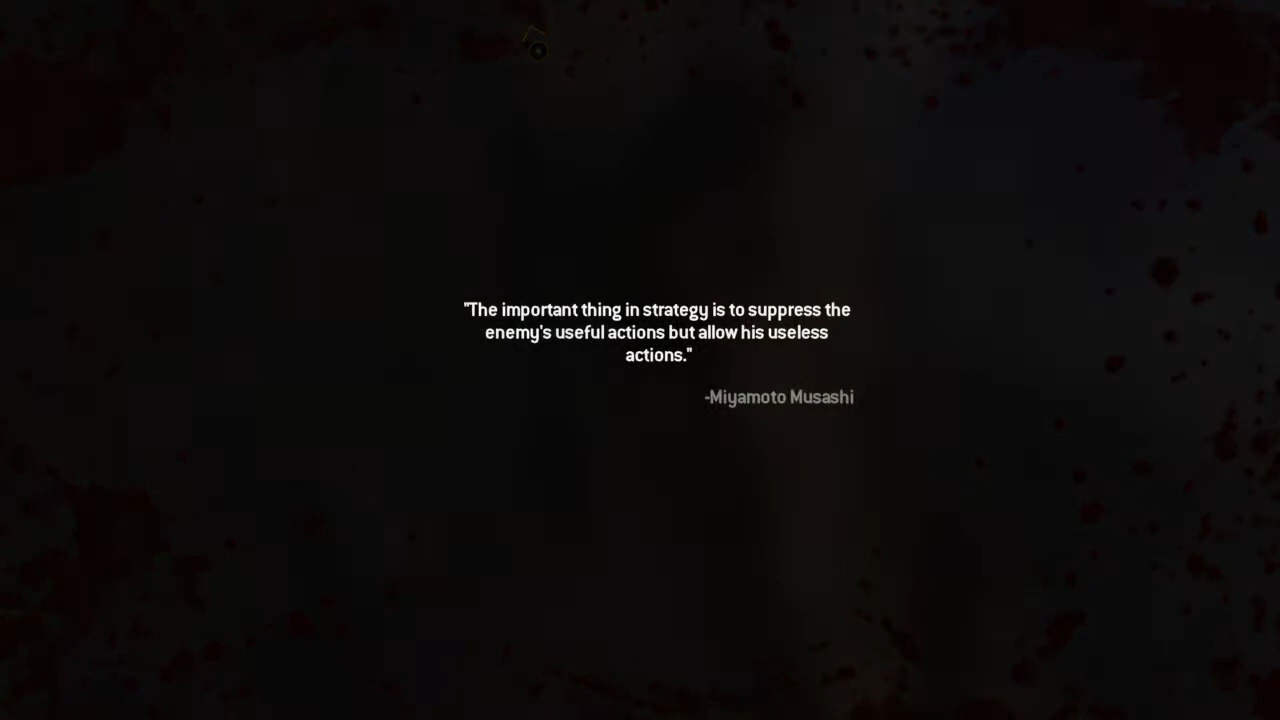 "The important thing in strategy is to suppress the
enemy's useful actions but allow his useless
actions."
-Miyamoto Musashi